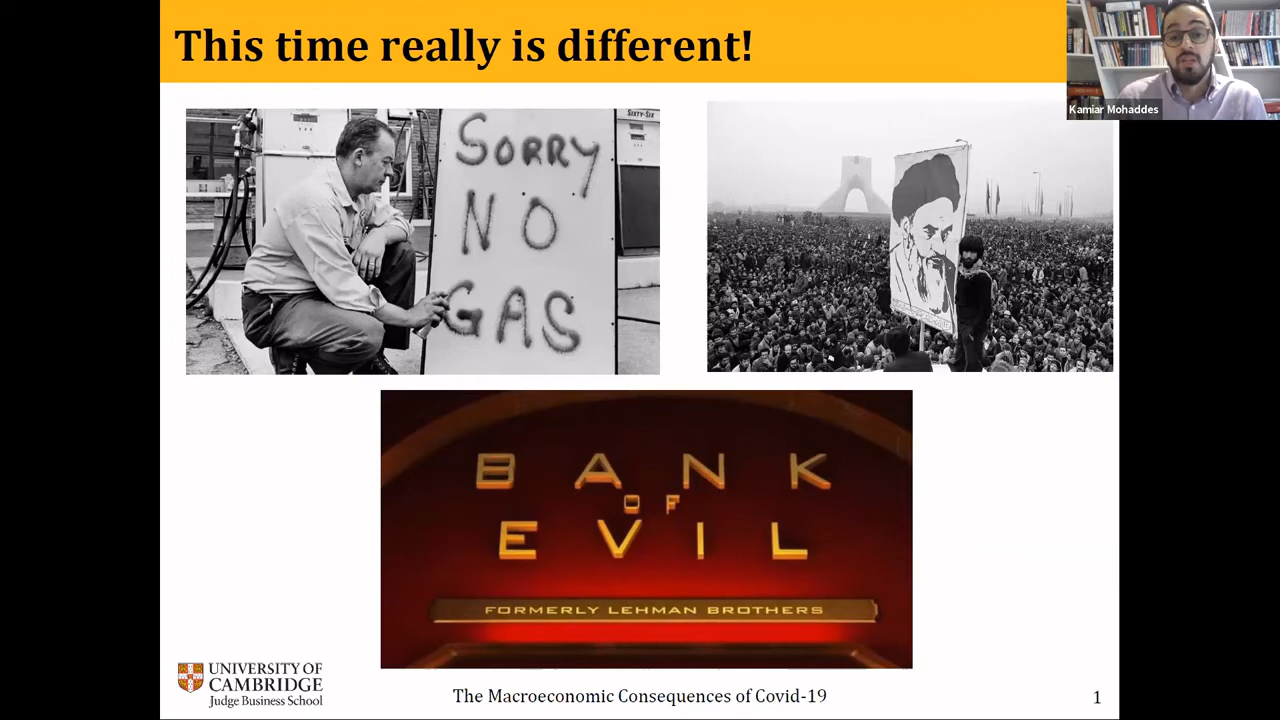 This time really is different!
Kamiar Mohaddes
SIXTY-SIX
SORRY
NO
GAS
BANK
OF
EVIL
FORMERLY LEHMAN BROTHERS
UNIVERSITY OF
CAMBRIDGE
Judge Business School
The Macroeconomic Consequences of Covid-19
1